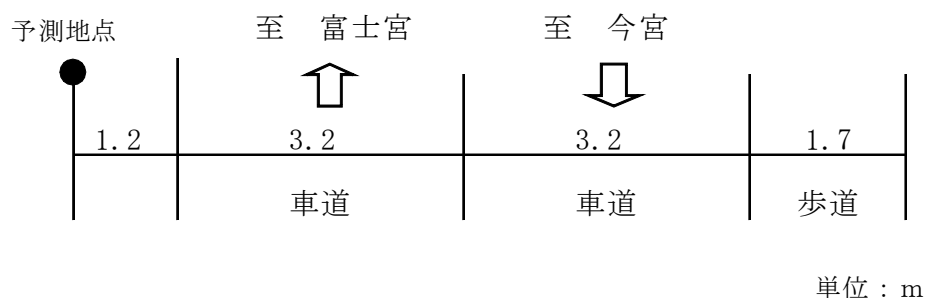 予測地点 至 富士宮 至 今宮
1.2 3.2 3.2 1.7
車道 車道 歩道
単位：m